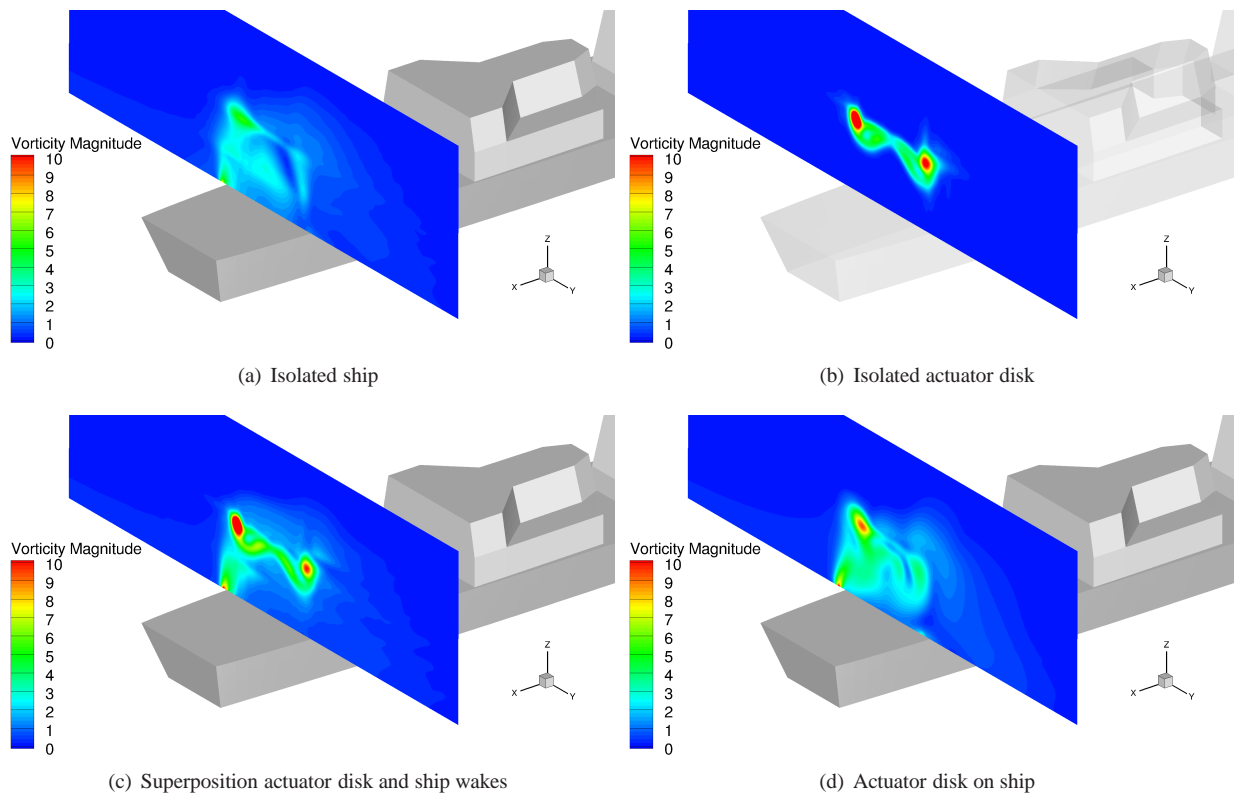 Vorticity Magnitude
10
9
8
7
6
5
4
3
2
1
0
Z
X
Y
(a) Isolated ship
Vorticity Magnitude
10
9
8
7
6
5
4
3
2
1
0
Z
X
Y
(b) Isolated actuator disk
Vorticity Magnitude
10
9
8
7
6
5
4
3
2
1
0
Z
X
Y
(c) Superposition actuator disk and ship wakes
Vorticity Magnitude
10
9
8
7
6
5
4
3
2
1
0
Z
X
Y
(d) Actuator disk on ship